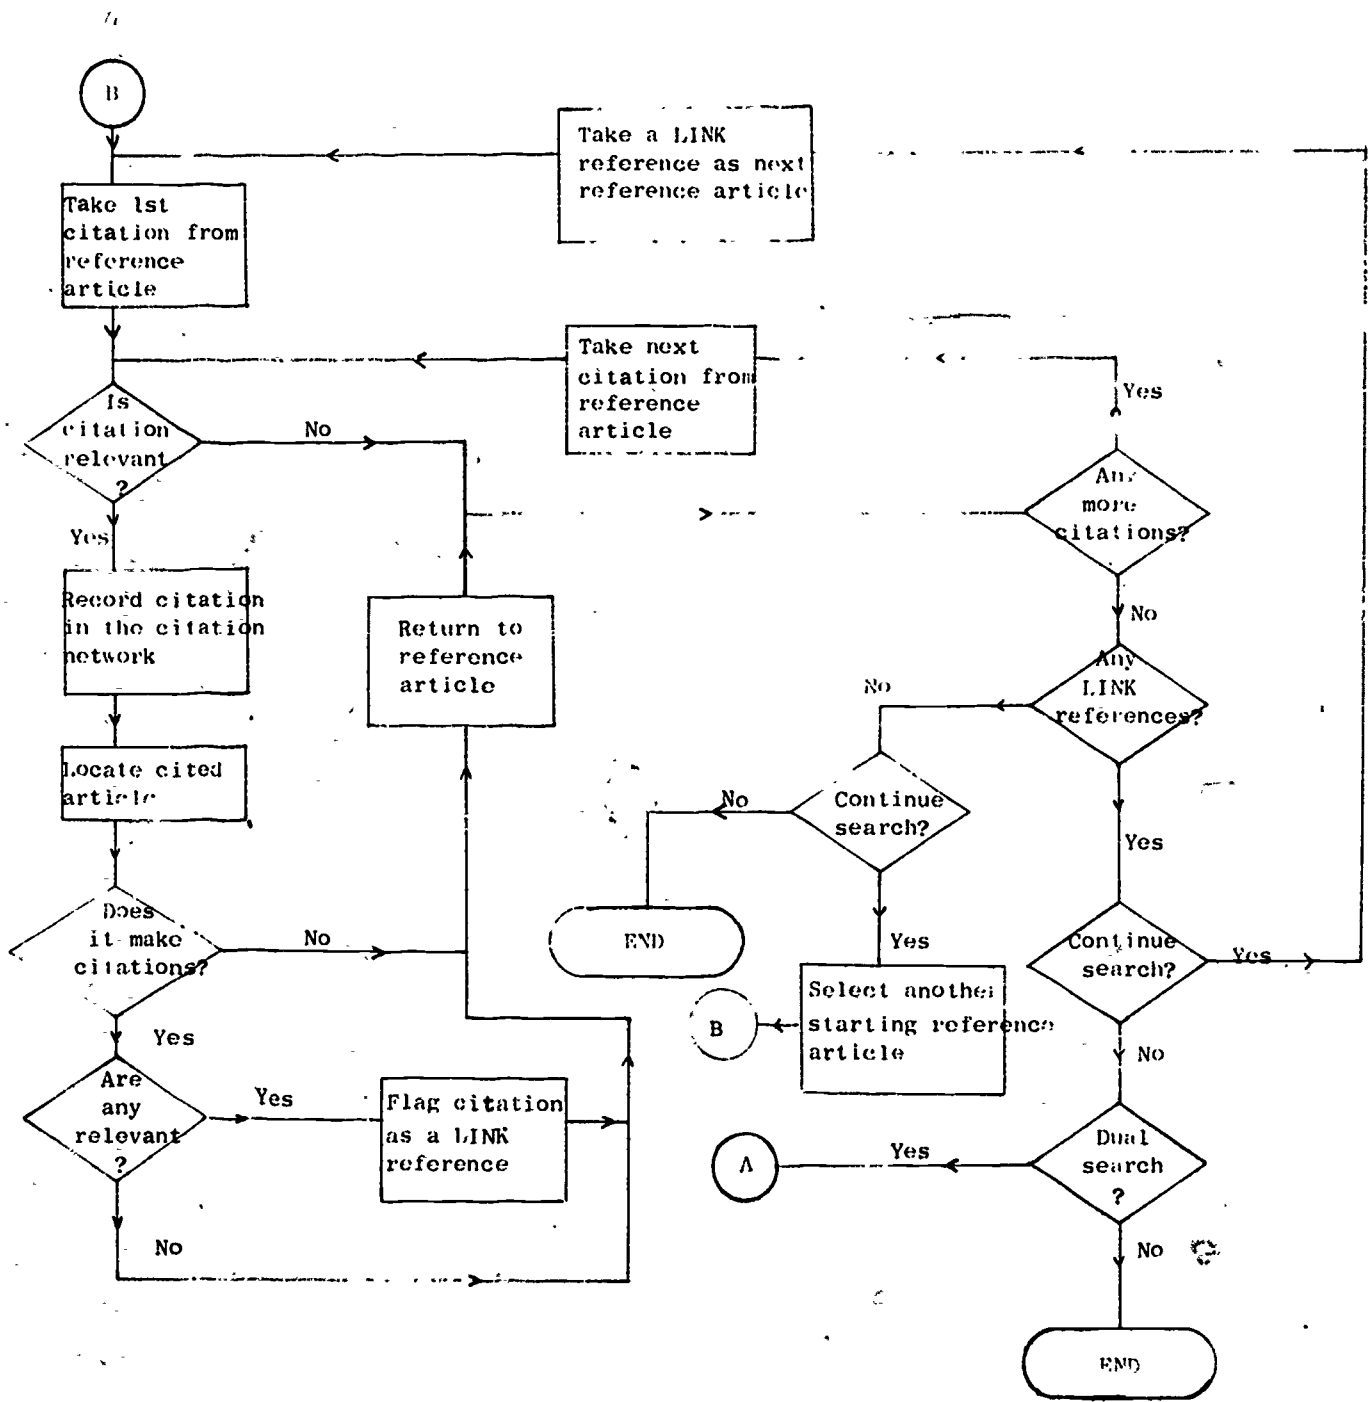 B
Take a LINK
reference as next
reference article
Take 1st
citation from
reference
article
Take next
citation from
reference
article
Yes
Is
citation
relevant
?
No
Any
more
citations?
Yes
No
Record citation
in the citation
network
Return to
reference
article
Any
LINK
references?
No
Locate cited
article
No
Continue
search?
Yes
Does
it make
citations?
No
END
Yes
Continue
search?
Yes
Select another
starting reference
article
B
Yes
No
Are
any
relevant
?
Yes
Flag citation
as a LINK
reference
A
Yes
Dual
search
?
No
No
END